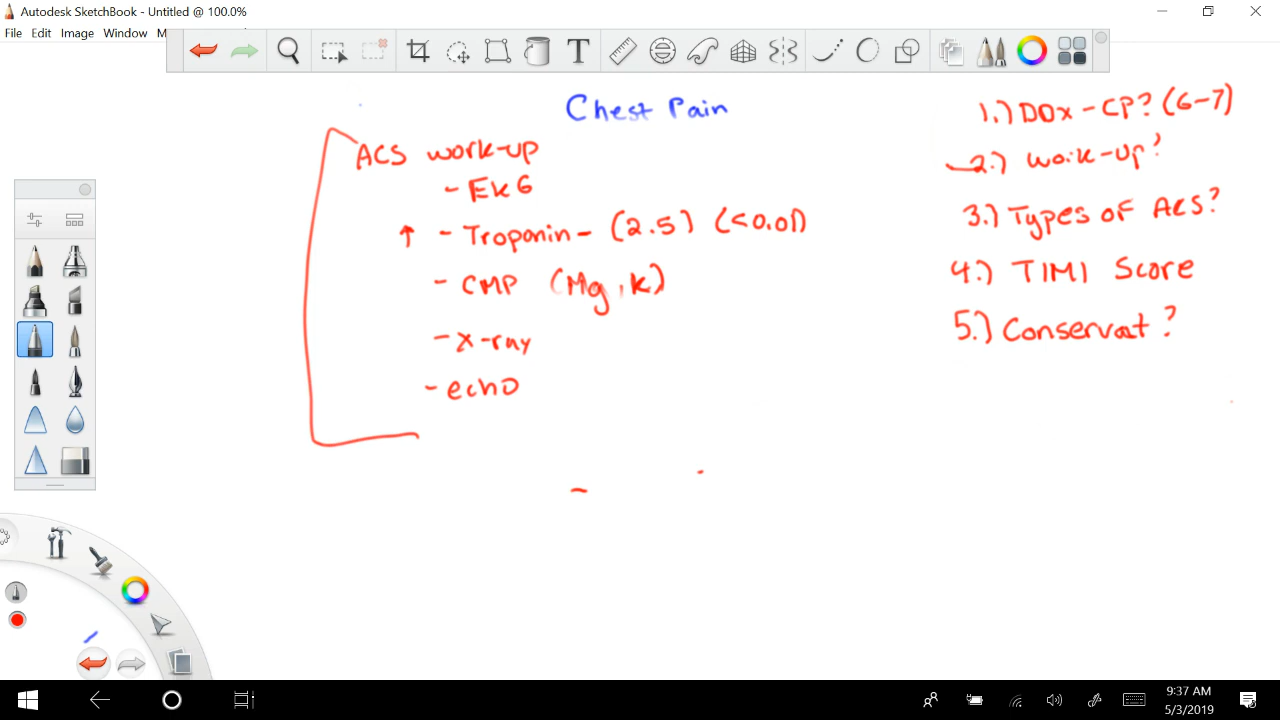 Autodesk SketchBook - Untitled @ 100.0%
File Edit Image Window M
T
Chest Pain
ACS work-up
- EKG
↑ - Troponin - (2.5) (<0.01)
- CMP (Mg, K)
- X-ray
- echo
1.) DDx - CP? (6-7)
2.) Work-up?
3.) Types of ACS?
4.) TIMI Score
5.) Conservat?
9:37 AM
5/3/2019